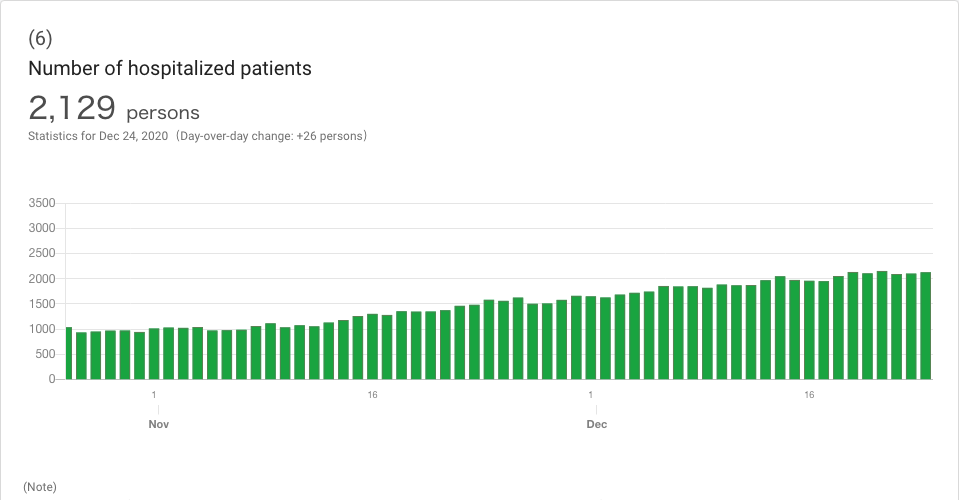 (6)
Number of hospitalized patients
2,129 persons
Statistics for Dec 24, 2020（Day-over-day change: +26 persons）
3500
3000
2500
2000
1500
1000
500
0
1 16 1 16
Nov Dec
(Note)